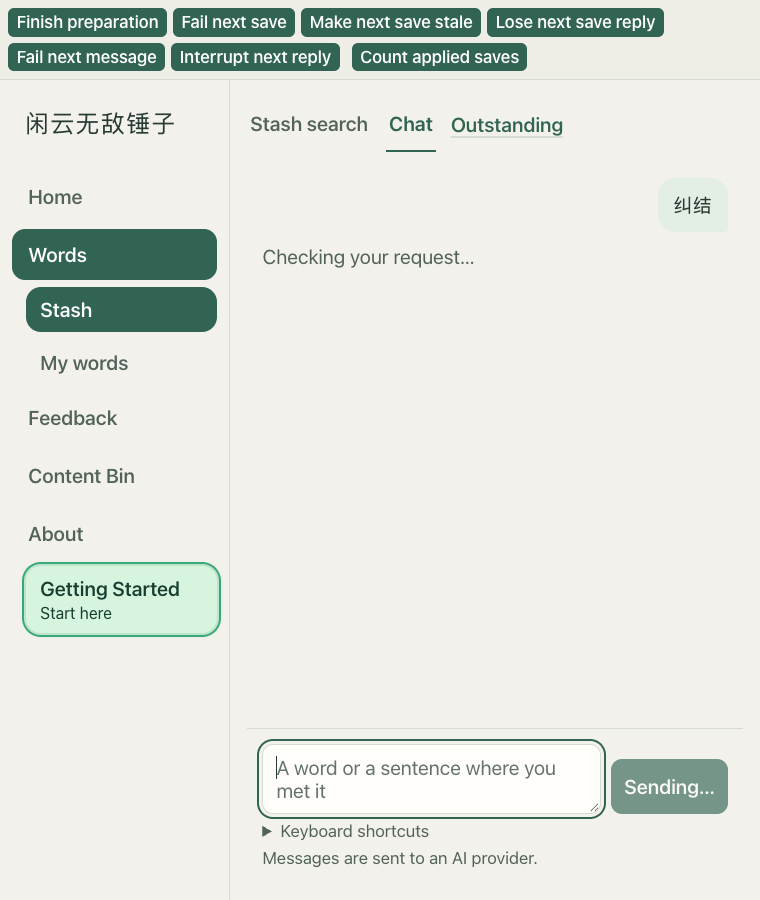 Finish preparation Fail next save Make next save stale Lose next save reply
Fail next message Interrupt next reply Count applied saves
闲云无敌锤子
Home
Words
Stash
My words
Feedback
Content Bin
About
Getting Started
Start here
Stash search Chat Outstanding
纠结
Checking your request...
A word or a sentence where you
met it
Sending...
Keyboard shortcuts
Messages are sent to an AI provider.